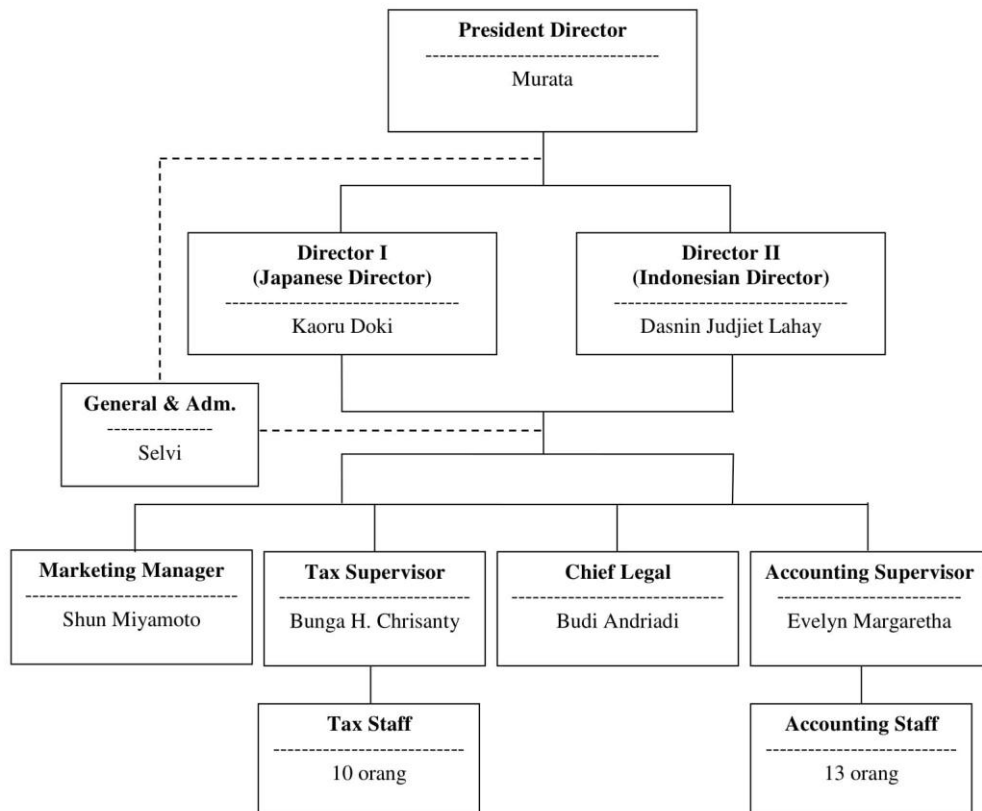 President Director
----------------------------------
Murata
Director I
(Japanese Director)
----------------------------------
Kaoru Doki
Director II
(Indonesian Director)
----------------------------------
Dasnin Judjiet Lahay
General & Adm.
---------------
Selvi
Marketing Manager
-------------------------------
Shun Miyamoto
Tax Supervisor
-------------------------------
Bunga H. Chrisanty
Chief Legal
-------------------------------
Budi Andriadi
Accounting Supervisor
---------------------------
Evelyn Margaretha
Tax Staff
----------------------------
10 orang
Accounting Staff
----------------------------
13 orang